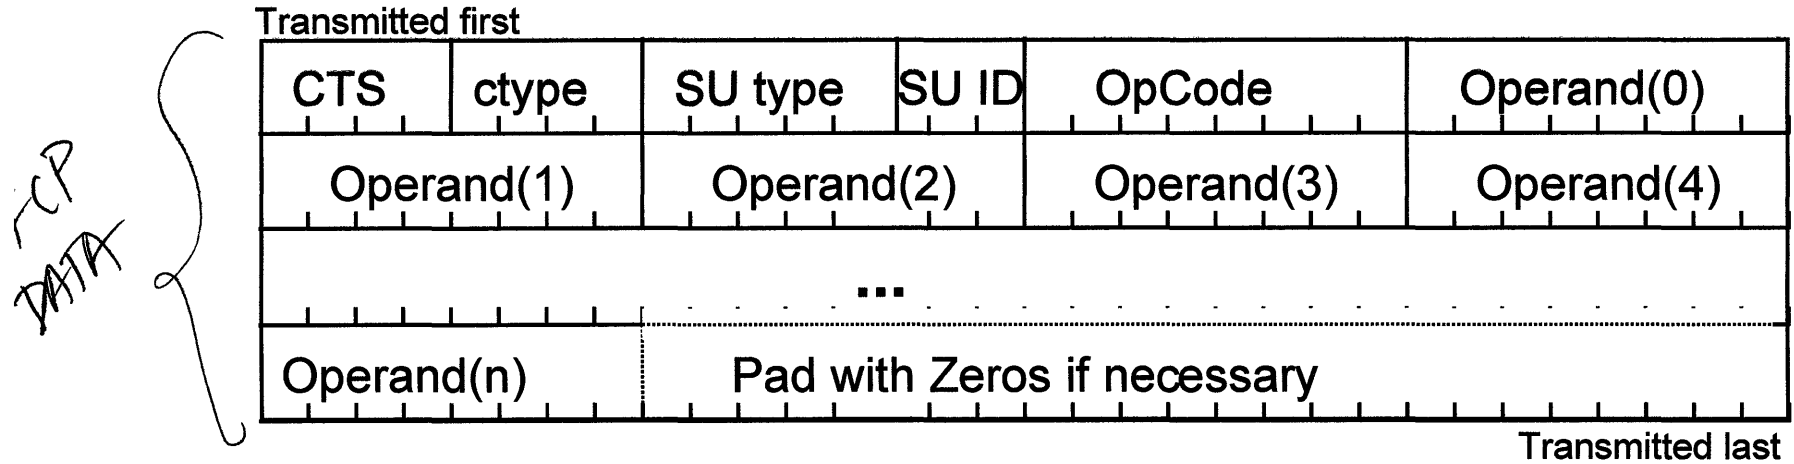 Transmitted first
CTS ctype SU type SU ID OpCode Operand(0)
Operand(1) Operand(2) Operand(3) Operand(4)
...
Operand(n) Pad with Zeros if necessary
Transmitted last
DATA